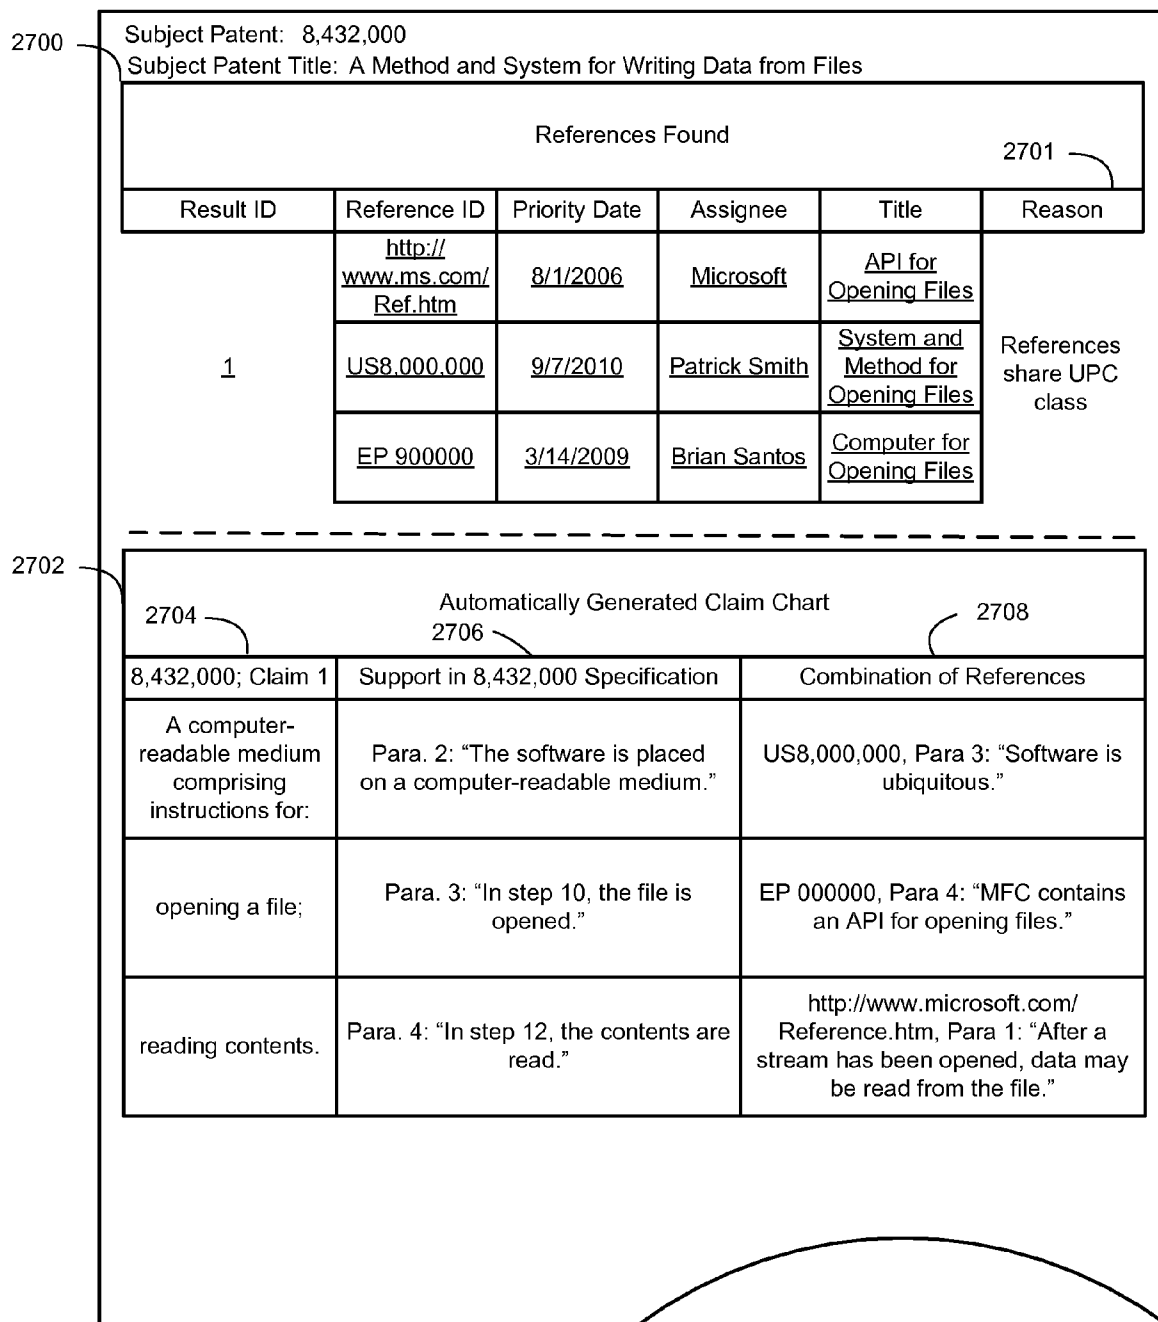 2700
Subject Patent: 8,432,000
Subject Patent Title: A Method and System for Writing Data from Files
References Found
2701
Result ID
Reference ID
Priority Date
Assignee
Title
Reason
1
http://
www.ms.com/
Ref.htm
8/1/2006
Microsoft
API for
Opening Files
US8,000,000
9/7/2010
Patrick Smith
System and
Method for
Opening Files
EP 900000
3/14/2009
Brian Santos
Computer for
Opening Files
References
share UPC
class
2702
Automatically Generated Claim Chart
2704
2706
2708
8,432,000; Claim 1
Support in 8,432,000 Specification
Combination of References
A computer-
readable medium
comprising
instructions for:
Para. 2: “The software is placed
on a computer-readable medium.”
US8,000,000, Para 3: “Software is
ubiquitous.”
opening a file;
Para. 3: “In step 10, the file is
opened.”
EP 000000, Para 4: “MFC contains
an API for opening files.”
reading contents.
Para. 4: “In step 12, the contents are
read.”
http://www.microsoft.com/
Reference.htm, Para 1: “After a
stream has been opened, data may
be read from the file.”